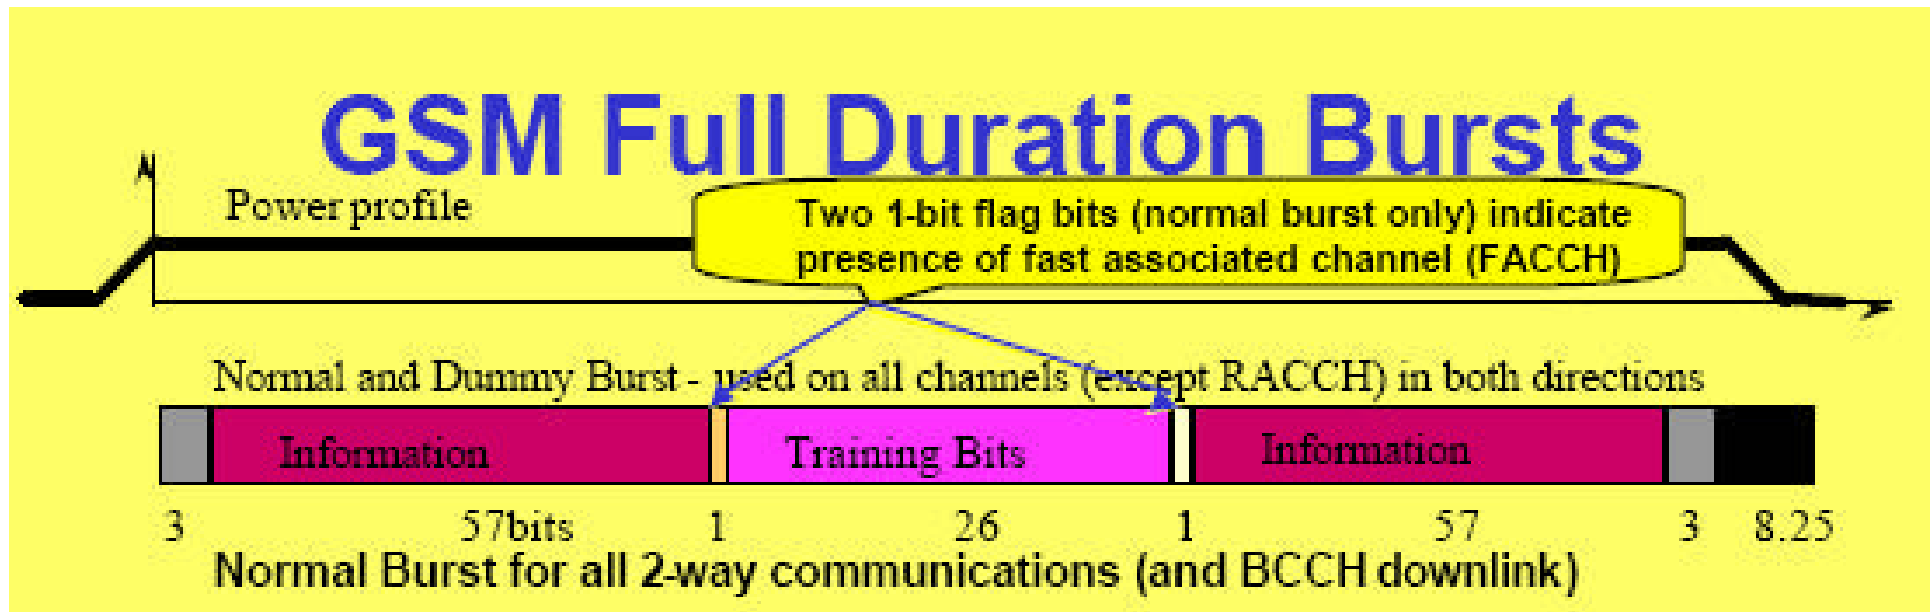 GSM Full Duration Bursts
Power profile
Two 1-bit flag bits (normal burst only) indicate
presence of fast associated channel (FACCH)
Normal and Dummy Burst - used on all channels (except RACCH) in both directions
Information Training Bits Information
3 57bits 1 26 1 57 3 8.25
Normal Burst for all 2-way communications (and BCCH downlink)